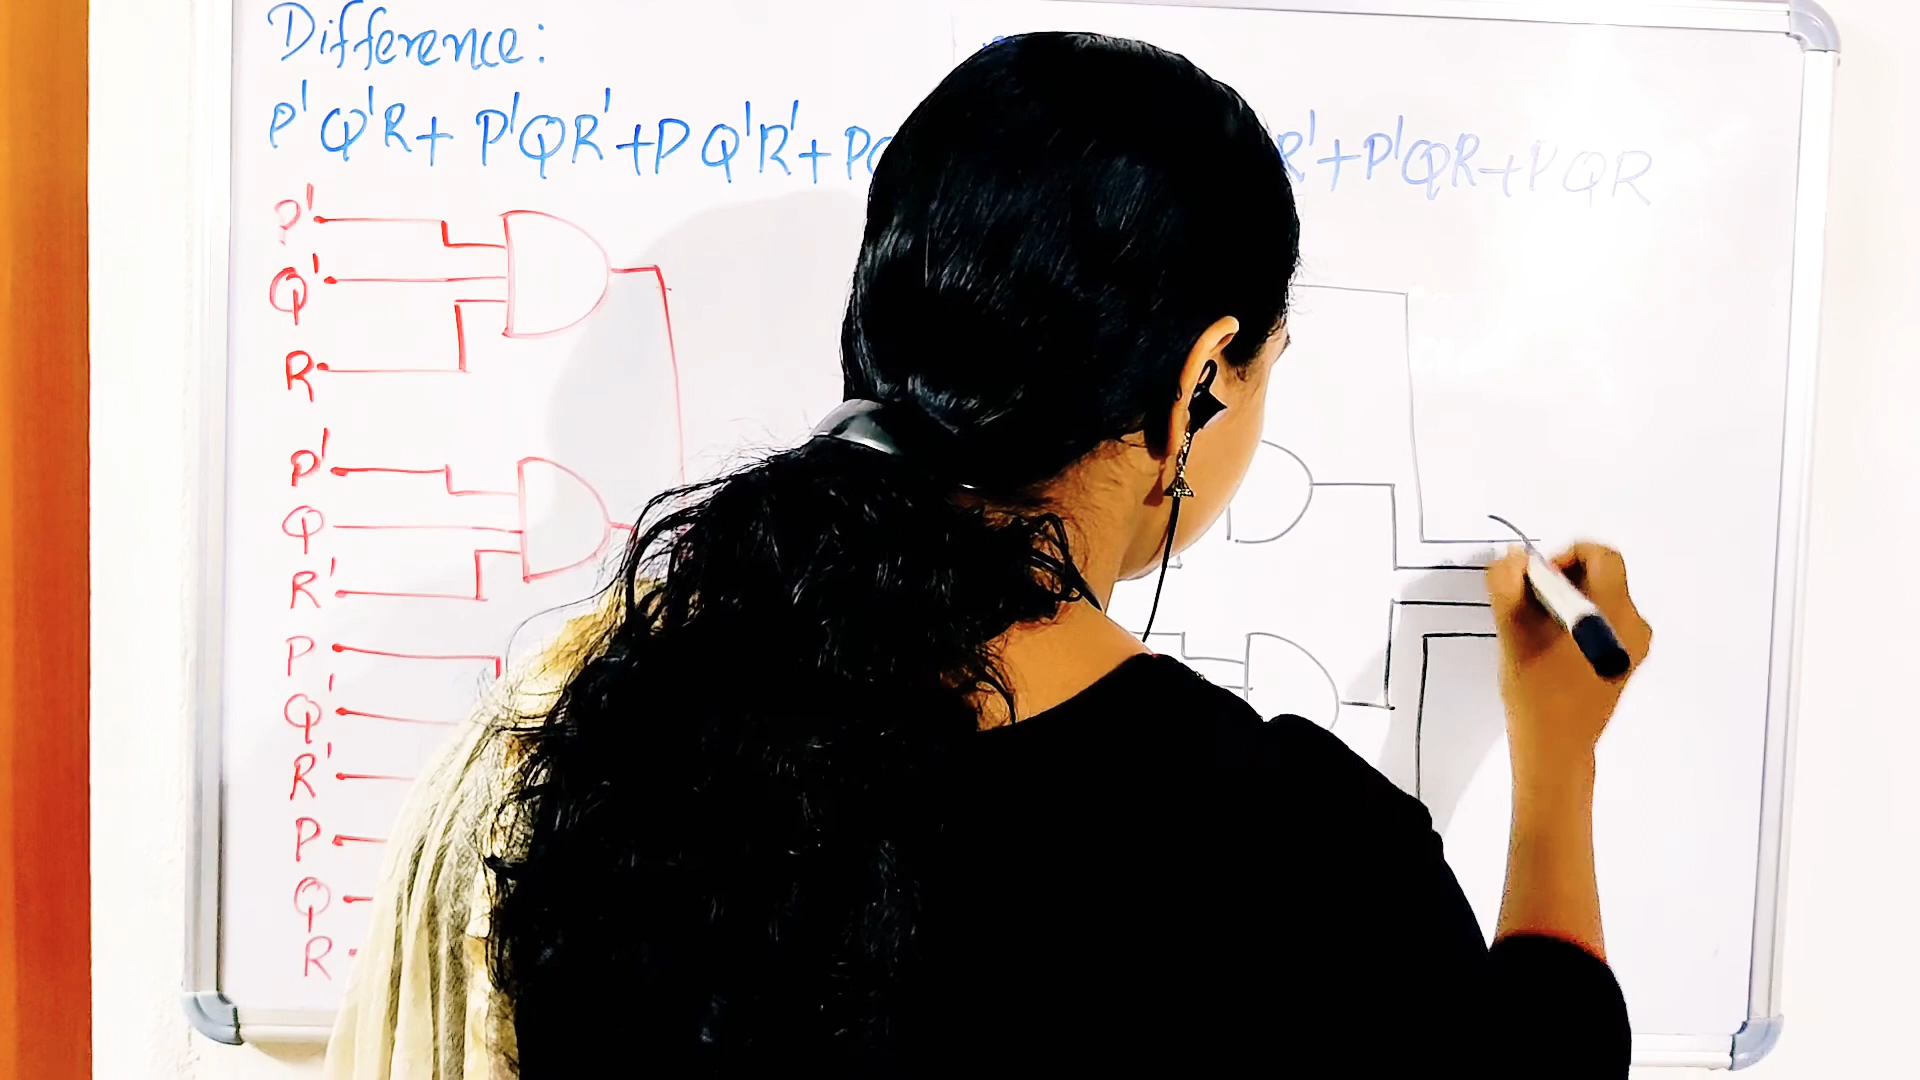 Difference:
P'Q'R+ P'QR'+PQ'R'+P R'+P'QR+PQR
P'
Q'
R
P'
Q
R'
P
Q'
R'
P
Q
R